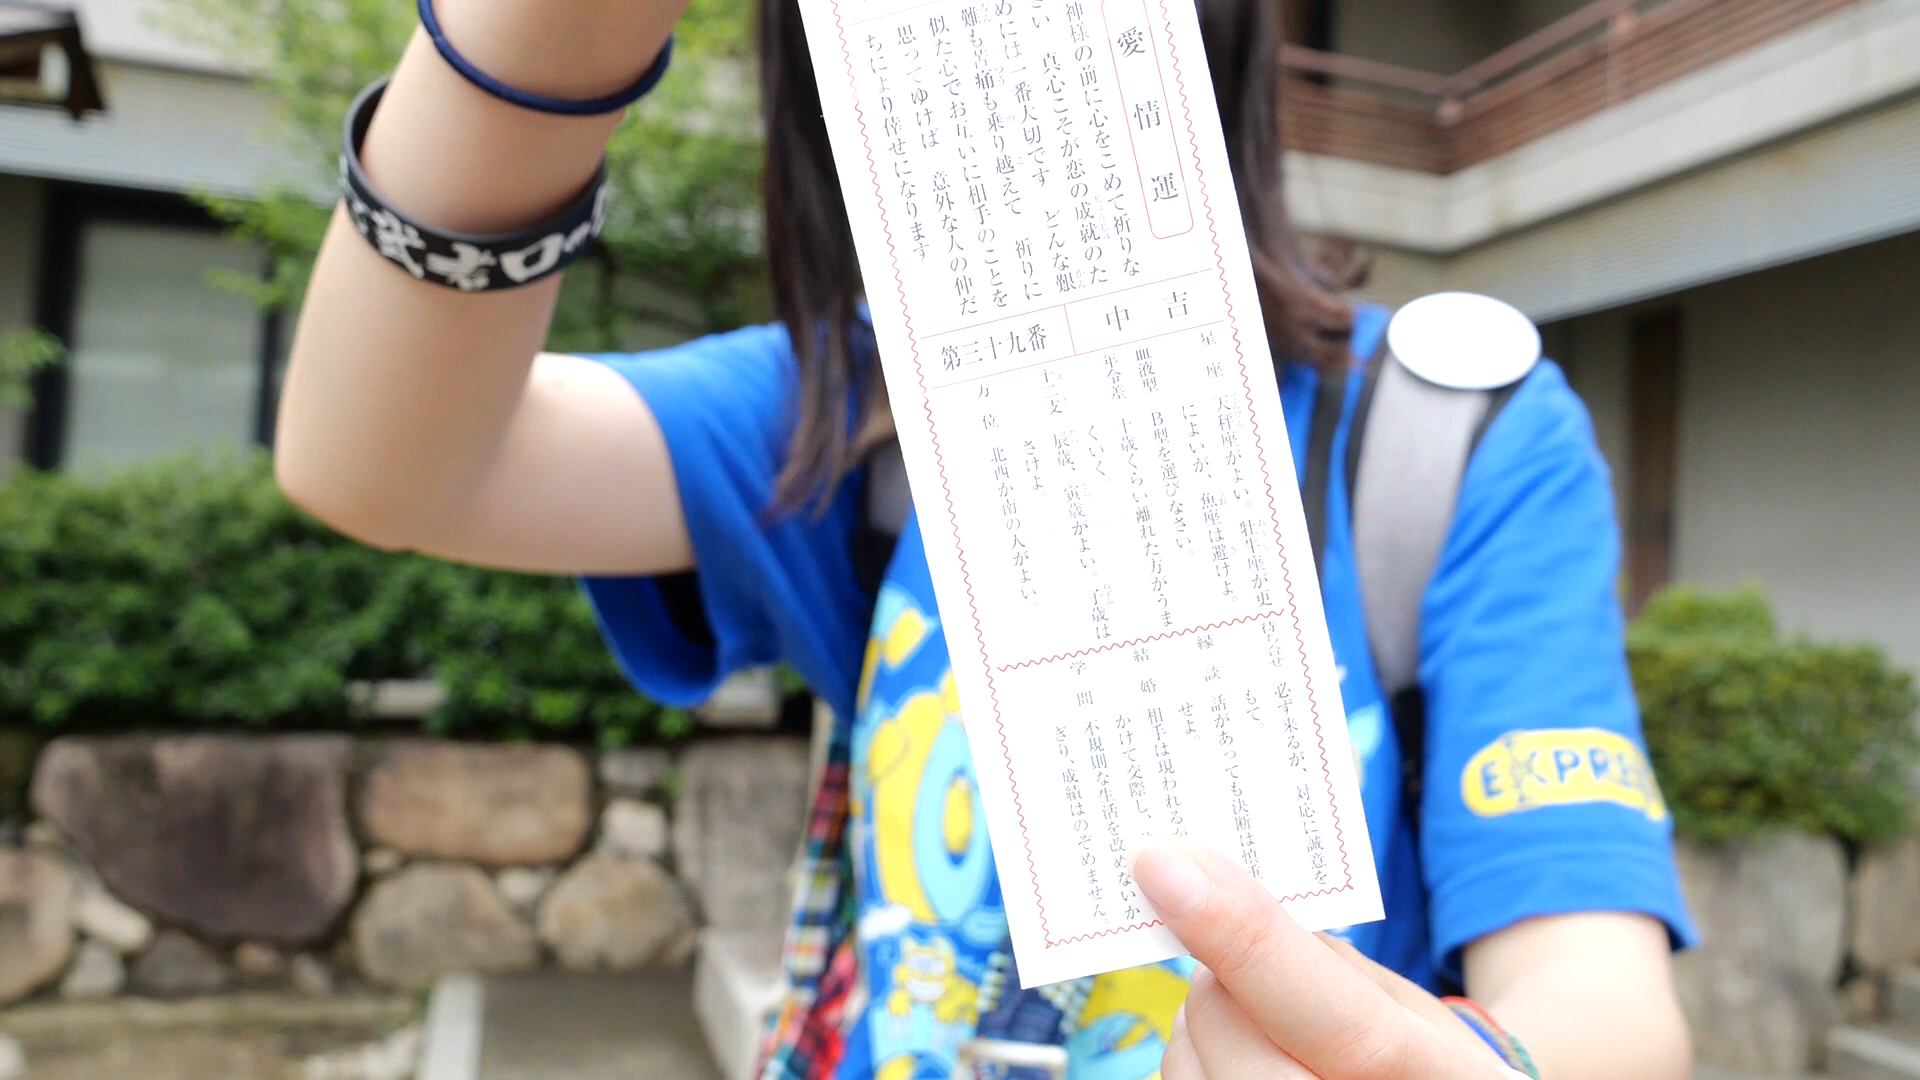 愛情運
神様の前に心をこめて祈りな
さい 真心こそが恋の成就のた
めには一番大切です どんな艱
難も苦痛も乗り越えて 祈りに
似た心でお互いに相手のことを
思ってゆけば 意外な人の仲だ
ちにより倖せになります
中吉
第三十九番
星座 天秤座がよい。牡牛座が更
によいが、魚座は避けよ。
血液型 B型を選びなさい。
年令差 十歳くらい離れた方がうま
くいく。
十二支 辰歳、寅歳がよい。子歳は
さけよ。
方位 北西か南の人がよい。
待合せ 必ず来るが、対応に誠意を
もて。
縁談 話があっても決断は慎重
せよ。
結婚 相手は現われるが
かけて交際し、
学問 不規則な生活を改めないか
ぎり、成績はのぞめません。
EXPRE